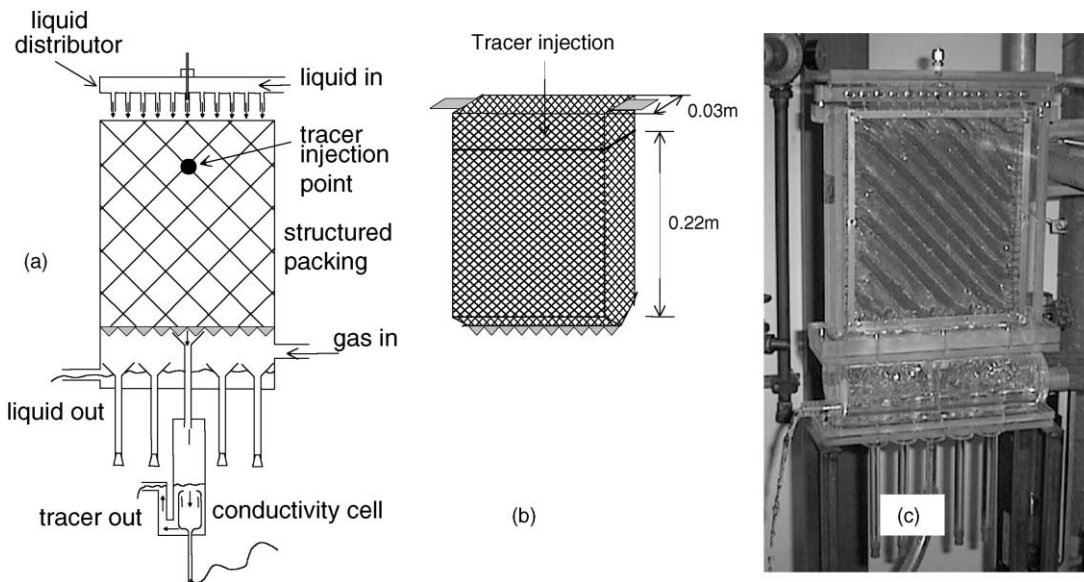 liquid
distributor
liquid in
tracer
injection
point
structured
packing
(a)
gas in
liquid out
tracer out
conductivity cell
Tracer injection
0.03m
0.22m
(b)
(c)